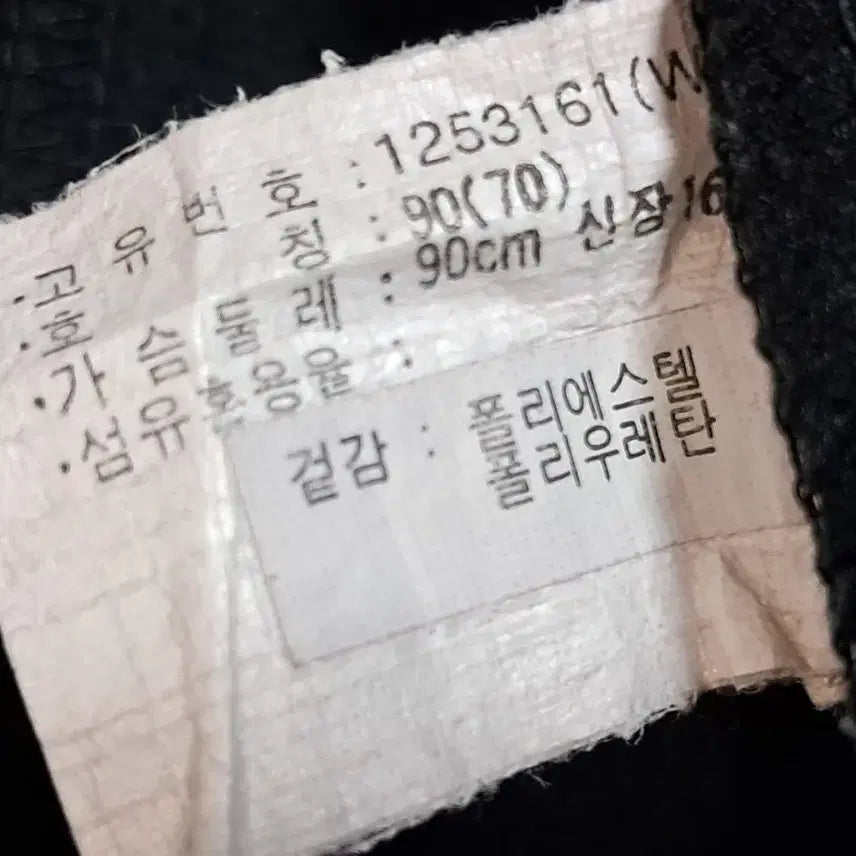 ·고 유 번 호 : 1253161(W
·호 칭 : 90(70)
·가 슴 둘 레 : 90cm 신장16
·섬유혼용율 :
겉감 : 폴리에스텔
폴리우레탄